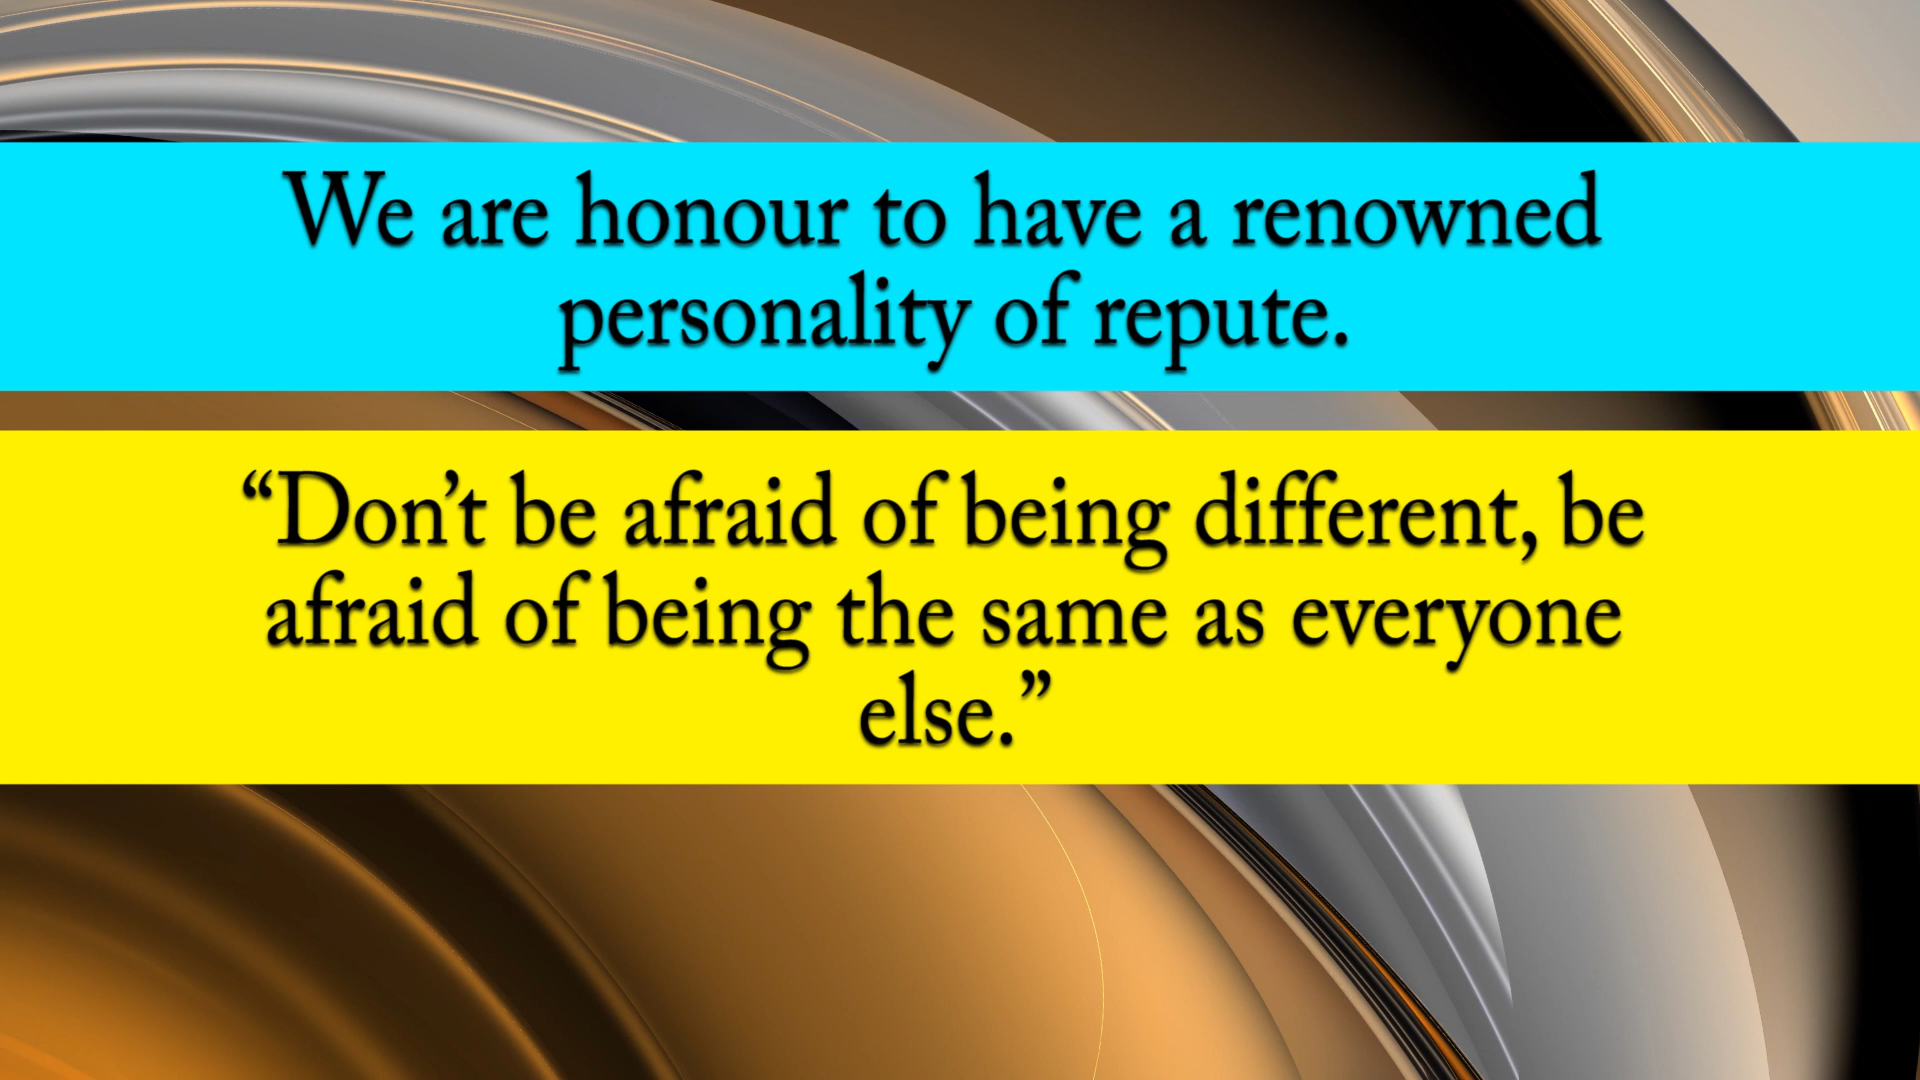 We are honour to have a renowned
personality of repute.
“Don’t be afraid of being different, be
afraid of being the same as everyone
else.”